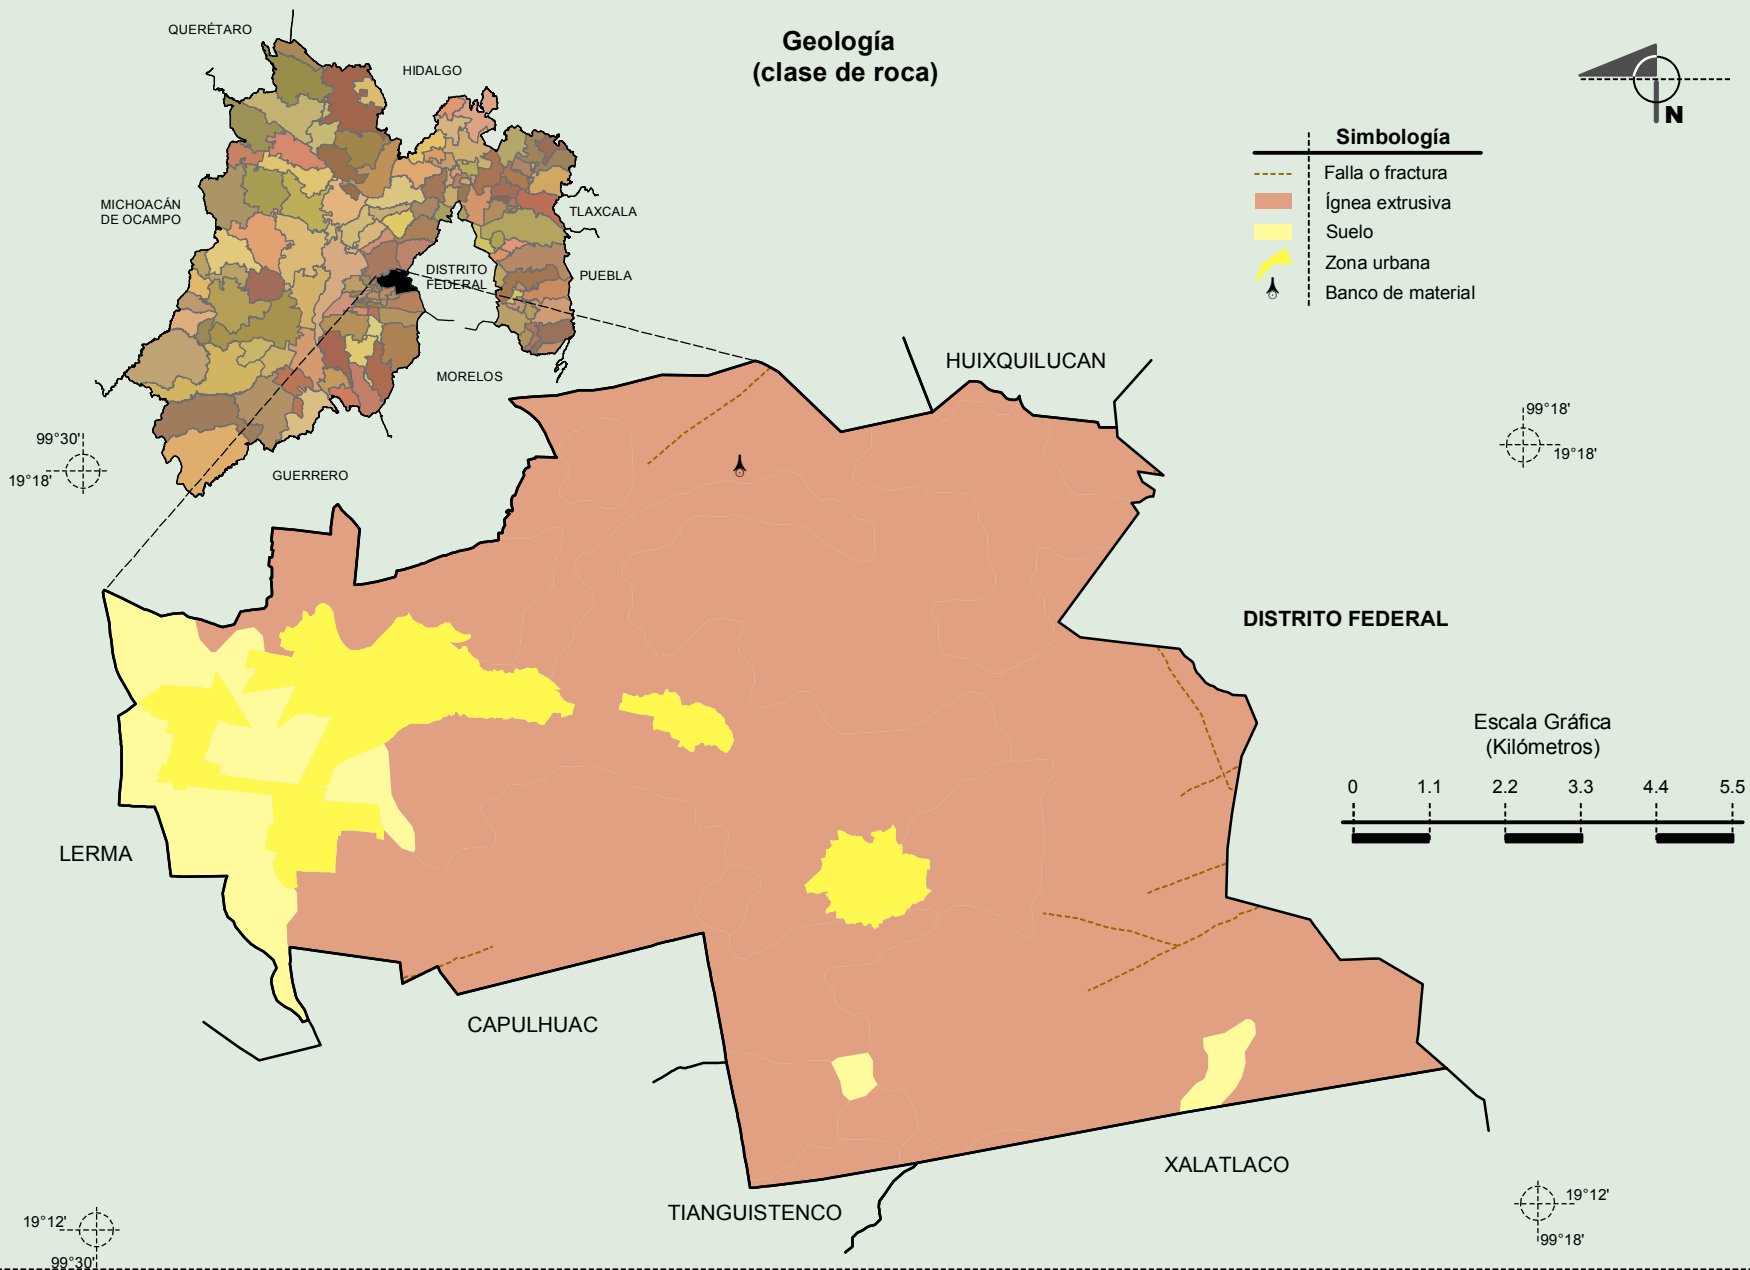 Geología
(clase de roca)
QUERÉTARO
HIDALGO
MICHOACÁN
DE OCAMPO
TLAXCALA
DISTRITO
FEDERAL
PUEBLA
MORELOS
GUERRERO
N
Simbología
Falla o fractura
Ígnea extrusiva
Suelo
Zona urbana
Banco de material
99°30'
19°18'
99°18'
19°18'
HUIXQUILUCAN
DISTRITO FEDERAL
Escala Gráfica
(Kilómetros)
0 1.1 2.2 3.3 4.4 5.5
LERMA
CAPULHUAC
XALATLACO
TIANGUISTENCO
19°12'
99°30'
19°12'
99°18'